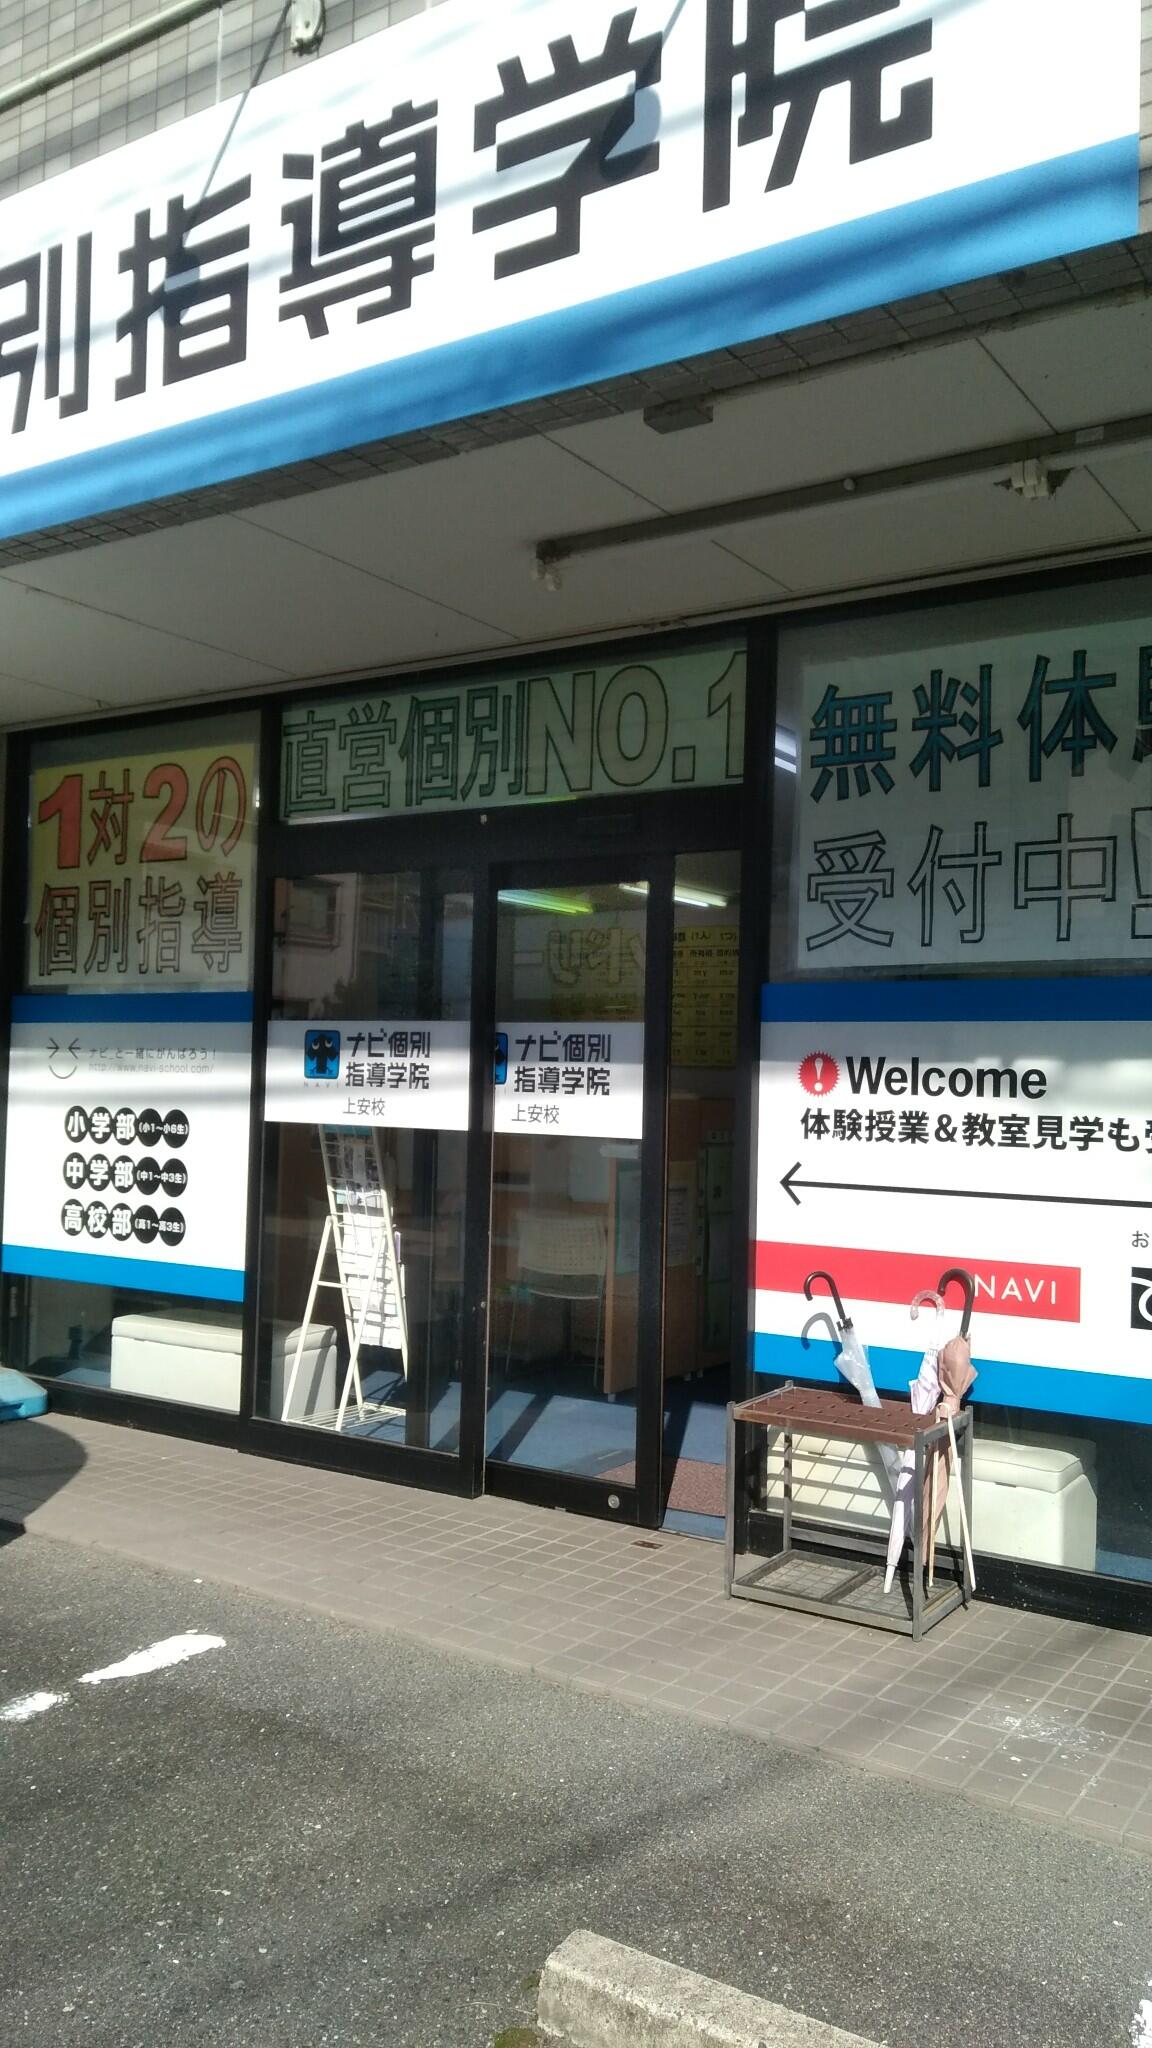 別指導学院
直営個別NO.1
1対2の
個別指導
無料体験
受付中!
ナビ_と一緒にがんばろう!
http://www.navi-school.com/
小学部(小1〜小6生)
中学部(中1〜中3生)
高校部(高1〜高3生)
NAVI
ナビ個別
指導学院
上安校
ナビ個別
指導学院
上安校
! Welcome
体験授業&教室見学も受
←
お
NAVI